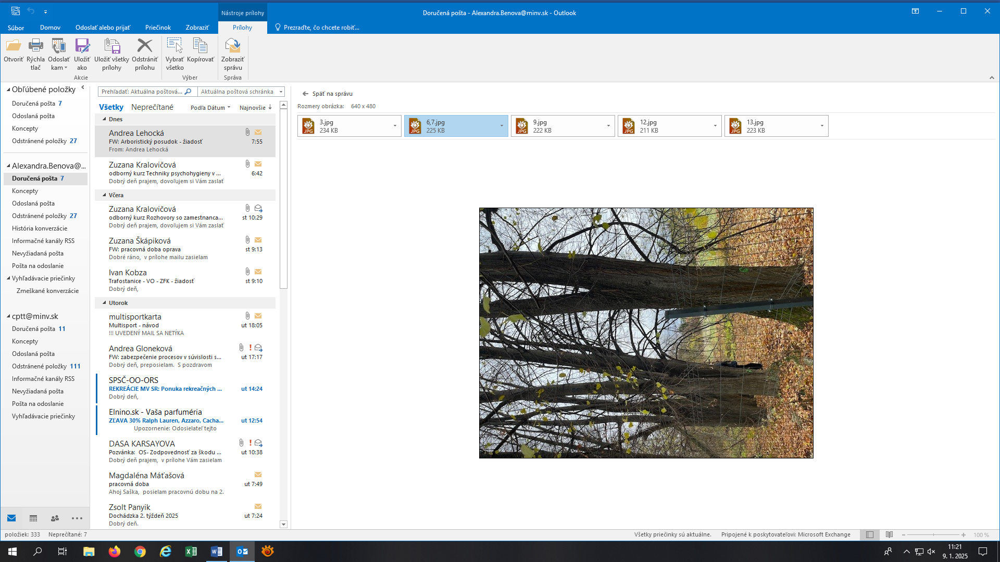 Doručená pošta - Alexandra.Benova@minv.sk - Outlook
Nástroje prílohy
Súbor
Domov
Odoslať alebo prijať
Priečinok
Zobraziť
Prílohy
Prezraďte, čo chcete robiť...
Otvoriť
Rýchla tlač
Odoslať kam
Uložiť ako
Uložiť všetky prílohy
Odstrániť prílohu
Vybrať všetko
Kopírovať
Zobraziť správu
Akcie
Výber
Správa
Obľúbené položky
Doručená pošta 7
Odoslaná pošta
Koncepty
Odstránené položky 27
Alexandra.Benova@...
Doručená pošta 7
Koncepty
Odoslaná pošta
Odstránené položky 27
História konverzácie
Informačné kanály RSS
Nevyžiadaná pošta
Pošta na odoslanie
Vyhľadávacie priečinky
Zmeškané konverzácie
cptt@minv.sk
Doručená pošta 11
Koncepty
Odoslaná pošta
Odstránené položky 111
Informačné kanály RSS
Nevyžiadaná pošta
Pošta na odoslanie
Vyhľadávacie priečinky
Prehľadať: Aktuálna poštová...
Aktuálna poštová schránka
Všetky
Neprečítané
Podľa Dátum
Najnovšie
Dnes
Andrea Lehocká
FW: Arboristický posudok - žiadosť 7:55
From: Andrea Lehocká
Zuzana Kralovičová
odborný kurz Techniky psychohygieny v ... 6:42
Dobrý deň prajem, dovoľujem si Vám zaslať
Včera
Zuzana Kralovičová
odborný kurz Rozhovory so zamestnanca... st 10:29
Dobrý deň prajem, dovoľujem si Vám zaslať
Zuzana Škápiková
FW: pracovná doba oprava st 9:13
Dobré ráno, v prílohe mailu zasielam
Ivan Kobza
Trafostanice - VO - ZFK - žiadosť st 9:10
Dobrý deň,
Utorok
multisportkarta
Multisport - návod ut 18:05
!!! UVEDENÝ MAIL SA NETÝKA
Andrea Gloneková
FW: zabezpečenie procesov v súvislosti s... ut 17:17
Dobrý deň, preposielam. S pozdravom
SPSČ-OO-ORS
REKREÁCIE MV SR: Ponuka rekreačných ... ut 14:24
Dobrý deň,
Elnino.sk - Vaša parfuméria
ZĽAVA 30% Ralph Lauren, Azzaro, Cacha... ut 12:54
Upozornenie: Odosielateľ tejto
DASA KARSAYOVA
Pozvánka: OS- Zodpovednosť za škodu ... ut 10:38
Dobrý deň prajem, v prílohe Vám zasielam
Magdaléna Máťašová
pracovná doba ut 7:49
Ahoj Saška, posielam pracovnú dobu na 2.
Zsolt Panyik
Dochádzka 2. týždeň 2025 ut 7:24
Dobrý deň.
Späť na správu
Rozmery obrázka: 640 x 480
JPG
3.jpg
234 KB
JPG
6,7.jpg
225 KB
JPG
9.jpg
222 KB
JPG
12.jpg
211 KB
JPG
13.jpg
223 KB
položiek: 333
Neprečítané: 7
Všetky priečinky sú aktuálne.
Pripojené k poskytovateľovi: Microsoft Exchange
100 %
11:21
9. 1. 2025